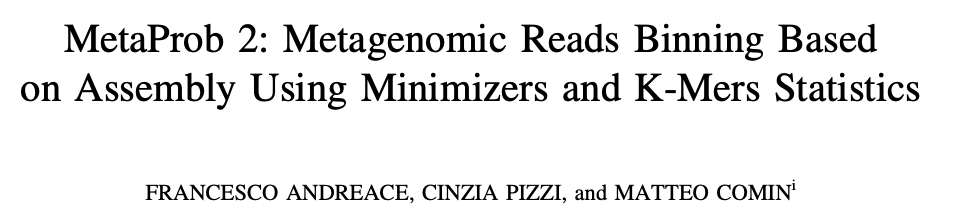 MetaProb 2: Metagenomic Reads Binning Based
on Assembly Using Minimizers and K-Mers Statistics
FRANCESCO ANDREACE, CINZIA PIZZI, and MATTEO COMINⁱ